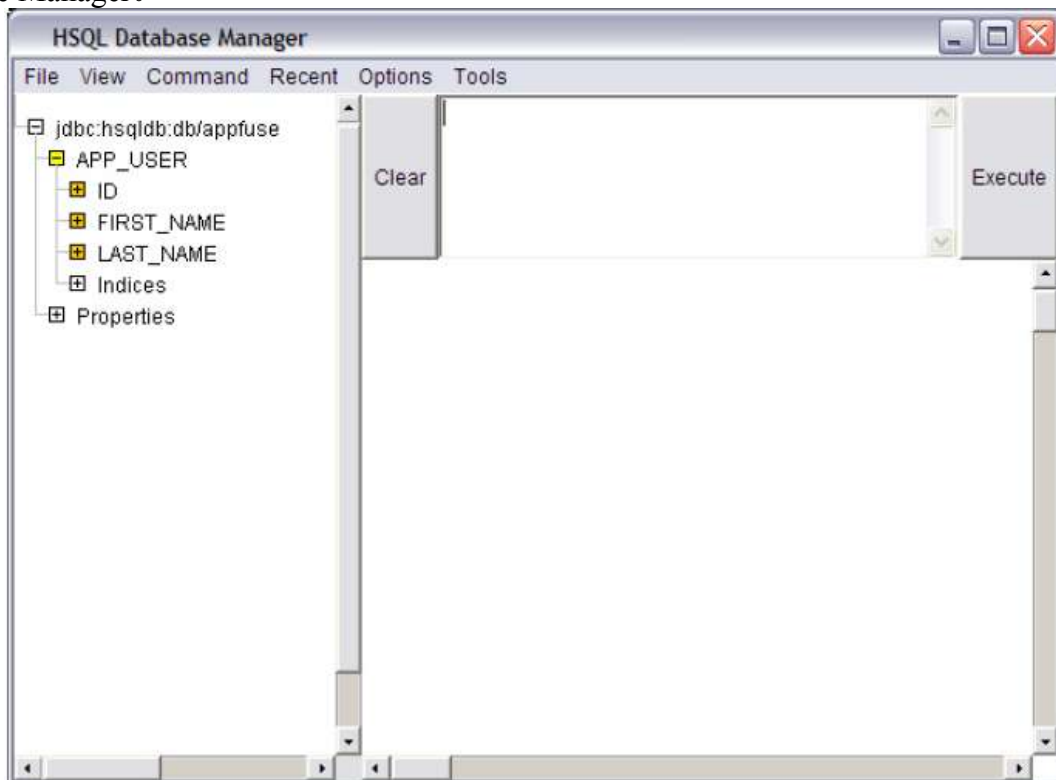 HSQL Database Manager
File View Command Recent Options Tools
jdbc:hsqldb:db/appfuse
APP_USER
ID
FIRST_NAME
LAST_NAME
Indices
Properties
Clear
Execute